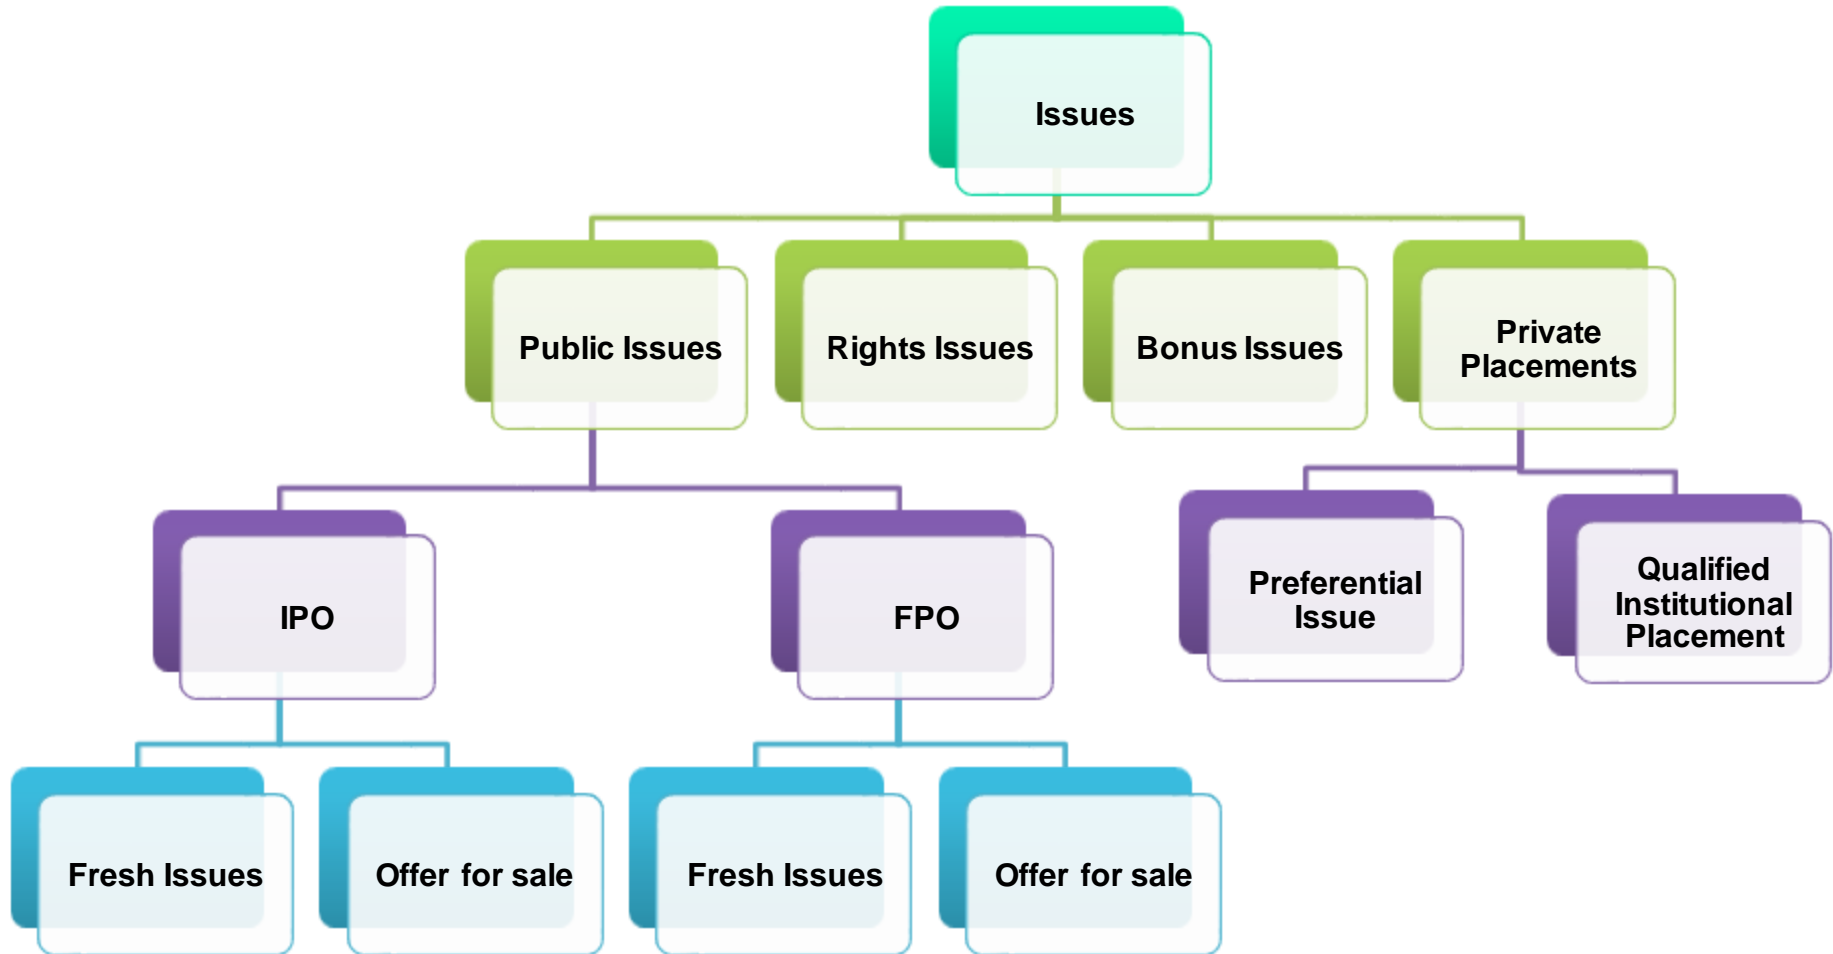 Issues
Public Issues
Rights Issues
Bonus Issues
Private
Placements
IPO
FPO
Preferential
Issue
Qualified
Institutional
Placement
Fresh Issues
Offer for sale
Fresh Issues
Offer for sale